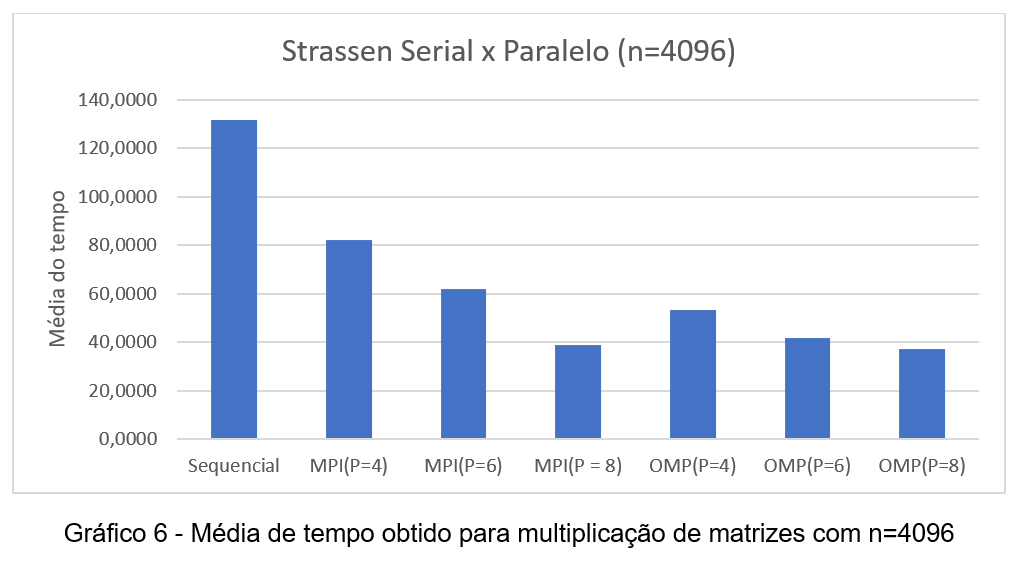 Strassen Serial x Paralelo (n=4096)
Média do tempo
140,0000
120,0000
100,0000
80,0000
60,0000
40,0000
20,0000
0,0000
Sequencial MPI(P=4) MPI(P=6) MPI(P = 8) OMP(P=4) OMP(P=6) OMP(P=8)
Gráfico 6 - Média de tempo obtido para multiplicação de matrizes com n=4096